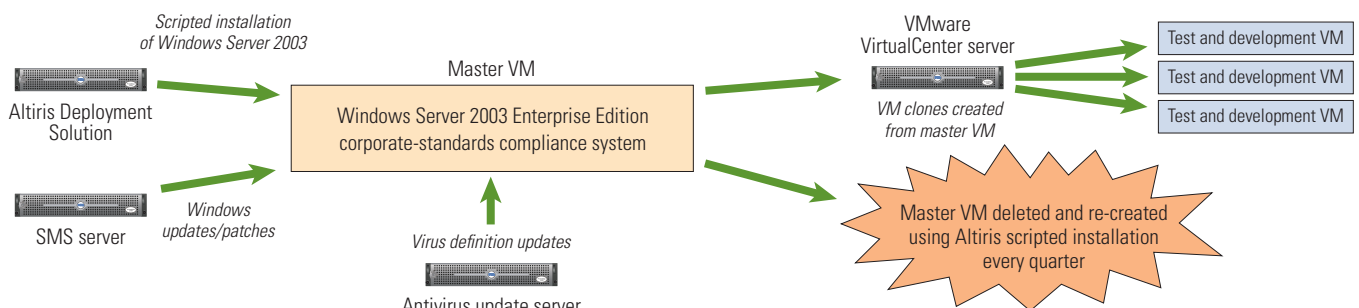 Scripted installation
of Windows Server 2003
Altiris Deployment
Solution
SMS server
Windows
updates/patches
Master VM
Windows Server 2003 Enterprise Edition
corporate-standards compliance system
Virus definition updates
Antivirus update server
VMware
VirtualCenter server
VM clones created
from master VM
Test and development VM
Test and development VM
Test and development VM
Master VM deleted and re-created
using Altiris scripted installation
every quarter